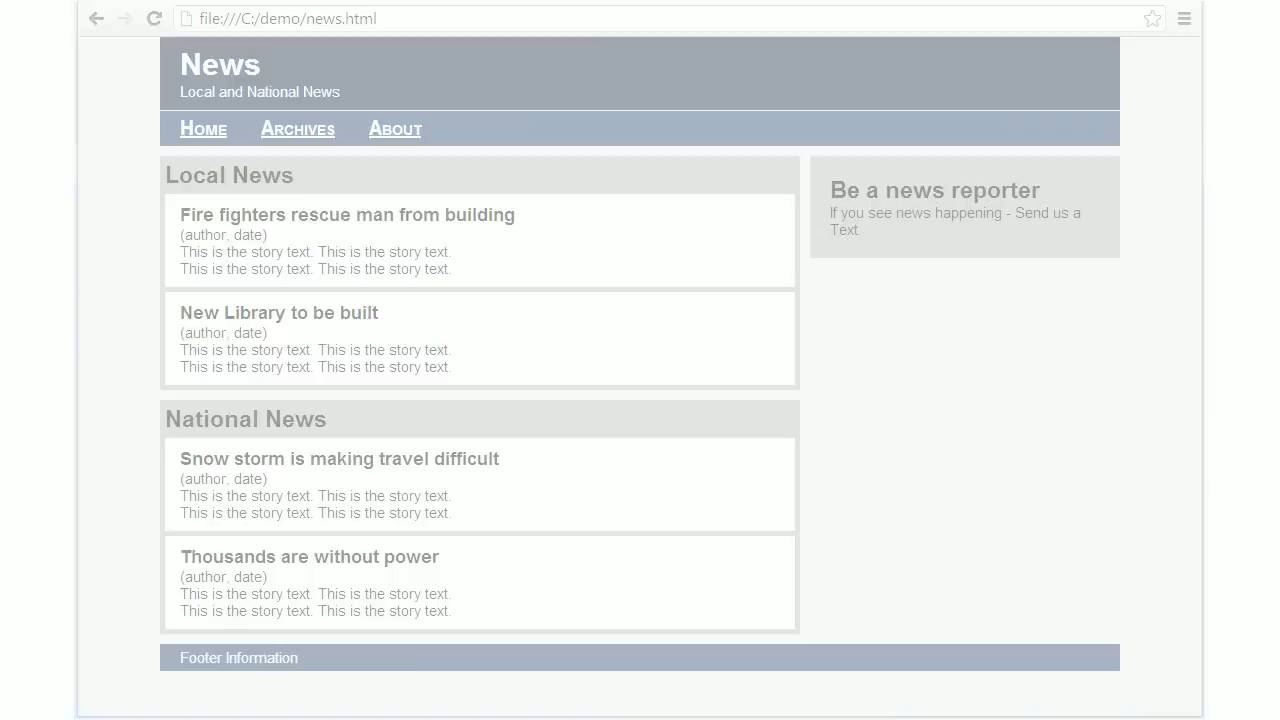 file:///C:/demo/news.html
News
Local and National News
Home Archives About
Local News
Fire fighters rescue man from building
(author, date)
This is the story text. This is the story text.
This is the story text. This is the story text.
New Library to be built
(author, date)
This is the story text. This is the story text.
This is the story text. This is the story text.
National News
Snow storm is making travel difficult
(author, date)
This is the story text. This is the story text.
This is the story text. This is the story text.
Thousands are without power
(author, date)
This is the story text. This is the story text.
This is the story text. This is the story text.
Be a news reporter
If you see news happening - Send us a
Text
Footer Information